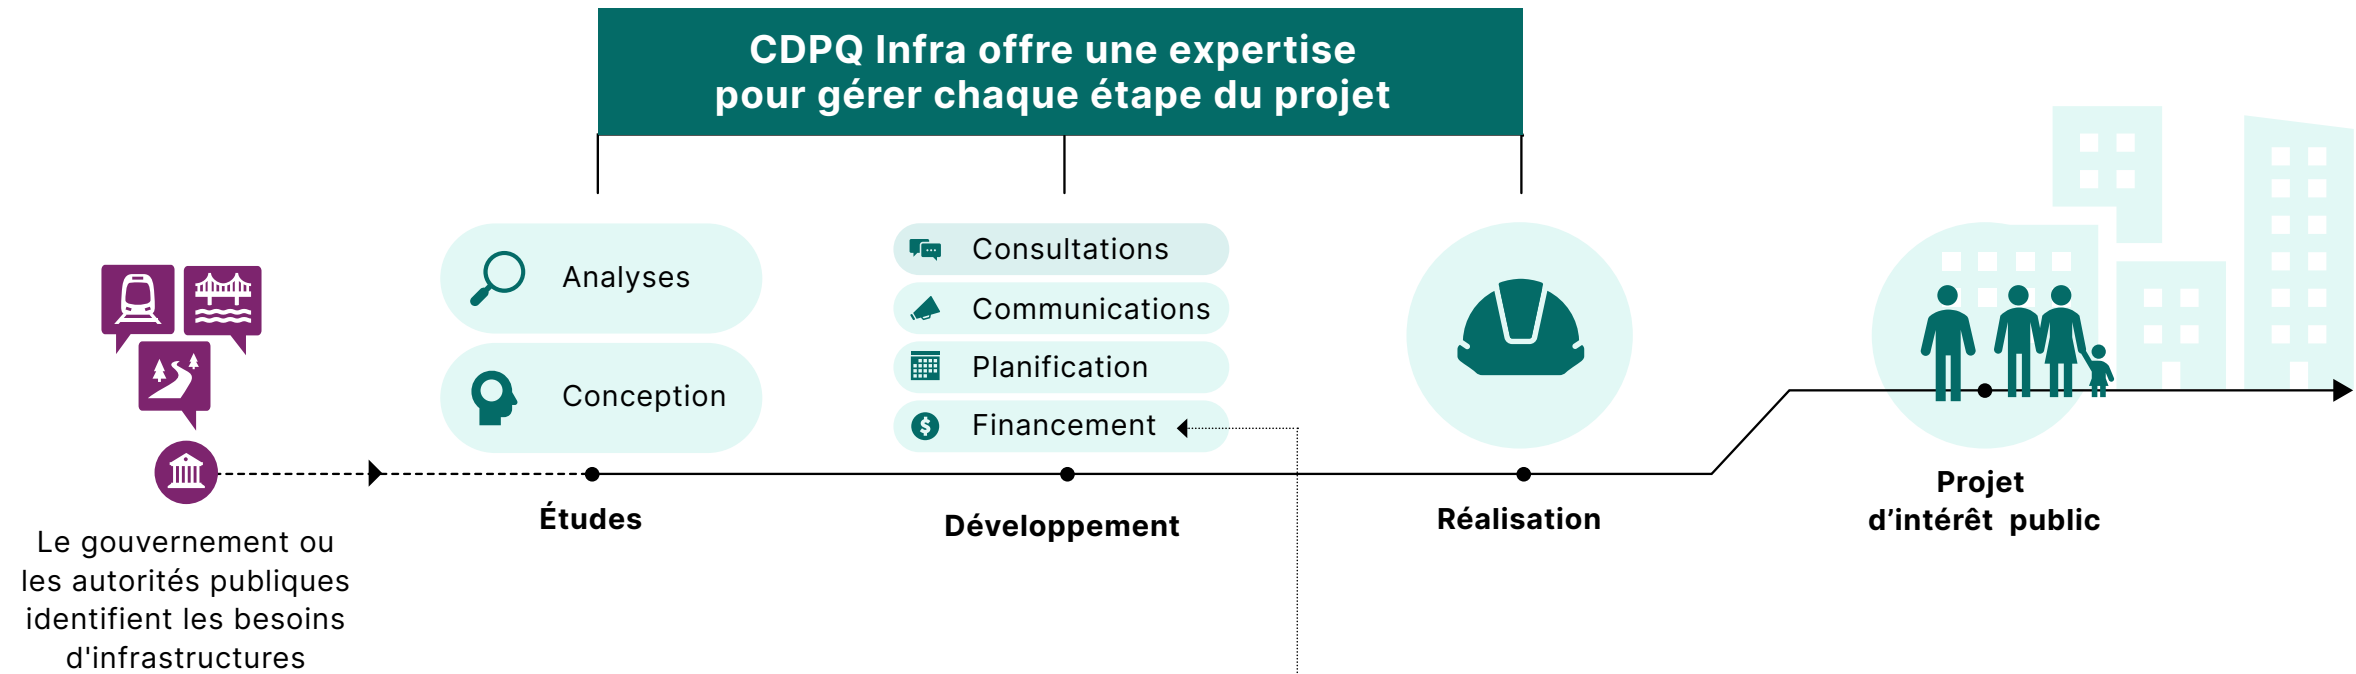 CDPQ Infra offre une expertise
pour gérer chaque étape du projet
Analyses
Conception
Consultations
Communications
Planification
Financement
Le gouvernement ou
les autorités publiques
identifient les besoins
d'infrastructures
Études
Développement
Réalisation
Projet
d’intérêt public